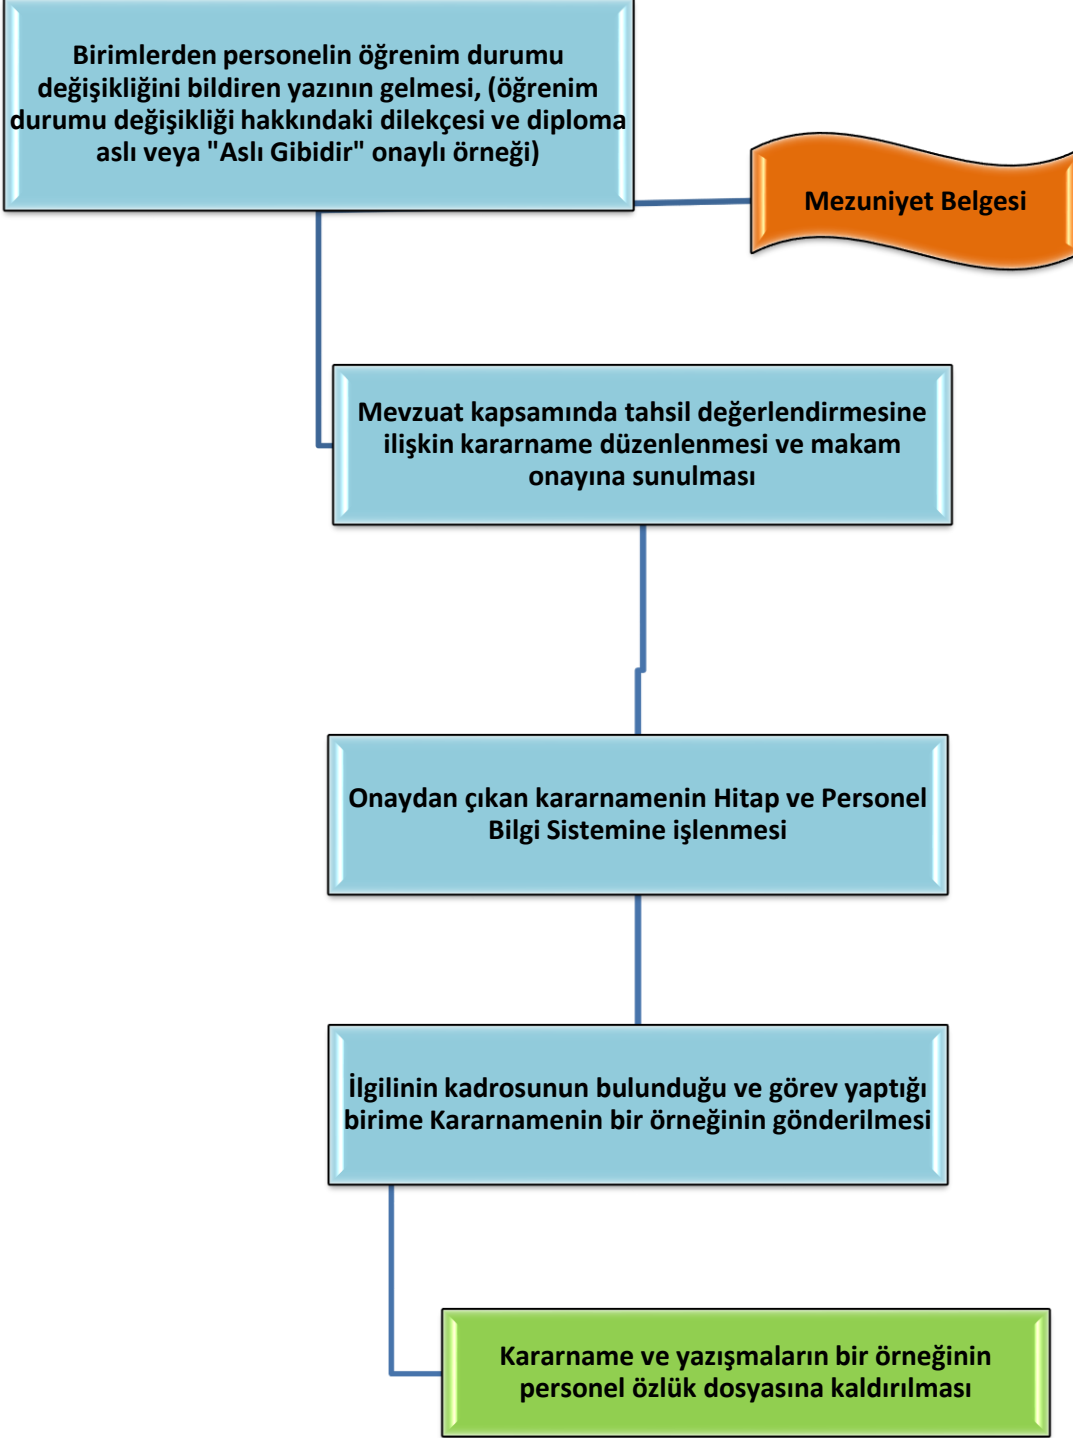 Birimlerden personelin öğrenim durumu
değişikliğini bildiren yazının gelmesi, (öğrenim
durumu değişikliği hakkındaki dilekçesi ve diploma
aslı veya "Aslı Gibidir" onaylı örneği)
Mezuniyet Belgesi
Mevzuat kapsamında tahsil değerlendirmesine
ilişkin kararname düzenlenmesi ve makam
onayına sunulması
Onaydan çıkan kararnamenin Hitap ve Personel
Bilgi Sistemine işlenmesi
İlgilinin kadrosunun bulunduğu ve görev yaptığı
birime Kararnamenin bir örneğinin gönderilmesi
Kararname ve yazışmaların bir örneğinin
personel özlük dosyasına kaldırılması